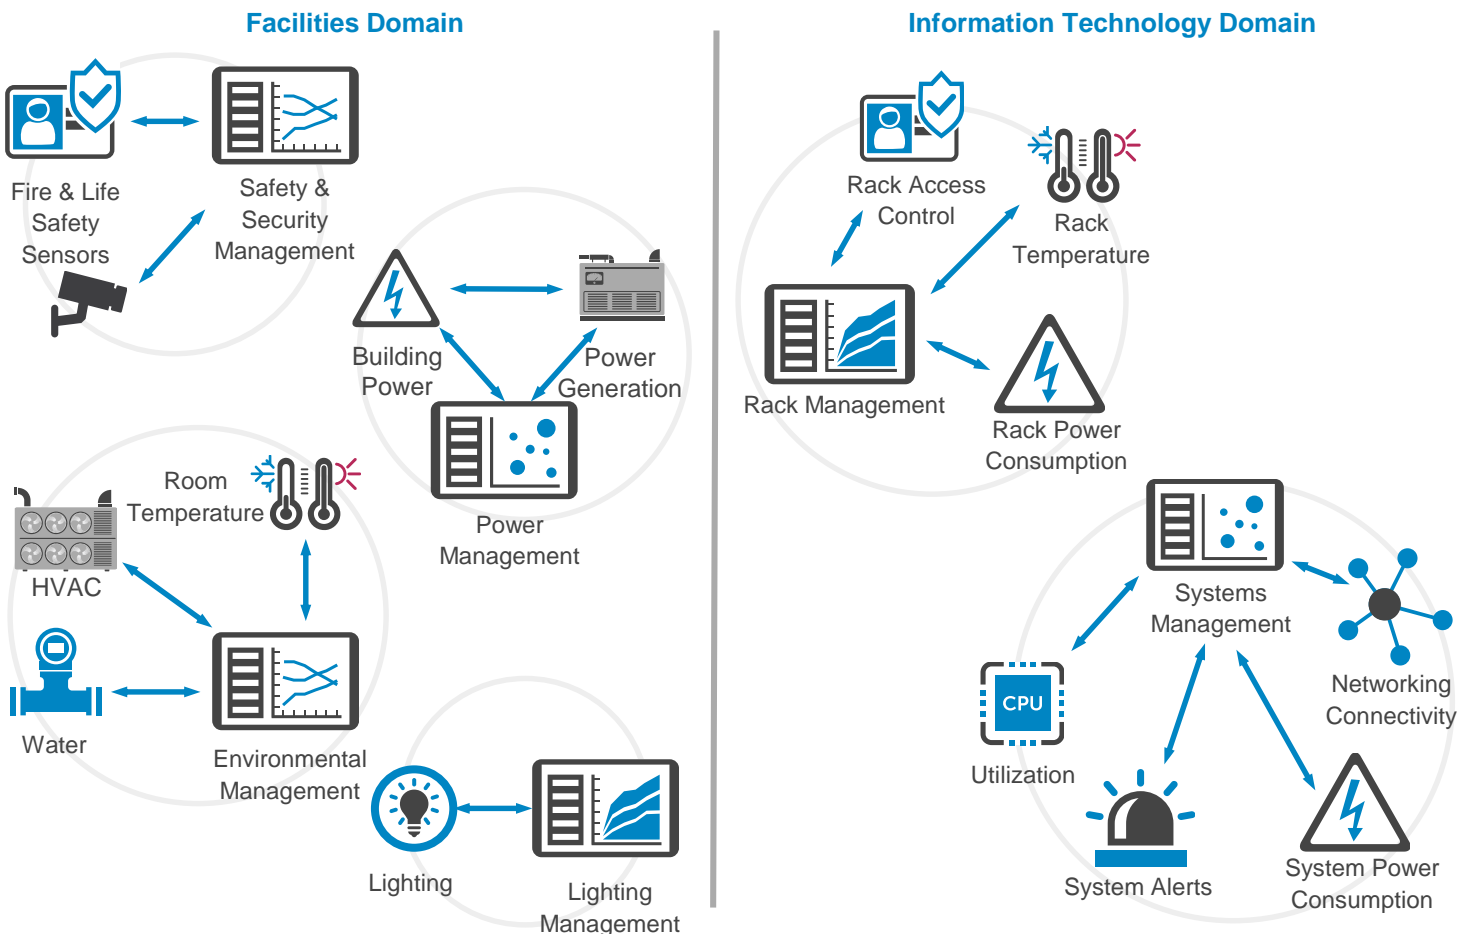 Facilities Domain
Information Technology Domain
Fire & Life
Safety
Sensors
Safety &
Security
Management
Building
Power
Power
Generation
Power
Management
Room
Temperature
HVAC
Water
Environmental
Management
Lighting
Lighting
Management
Rack Access
Control
Rack
Temperature
Rack Management
Rack Power
Consumption
Systems
Management
Networking
Connectivity
CPU
Utilization
System Alerts
System Power
Consumption